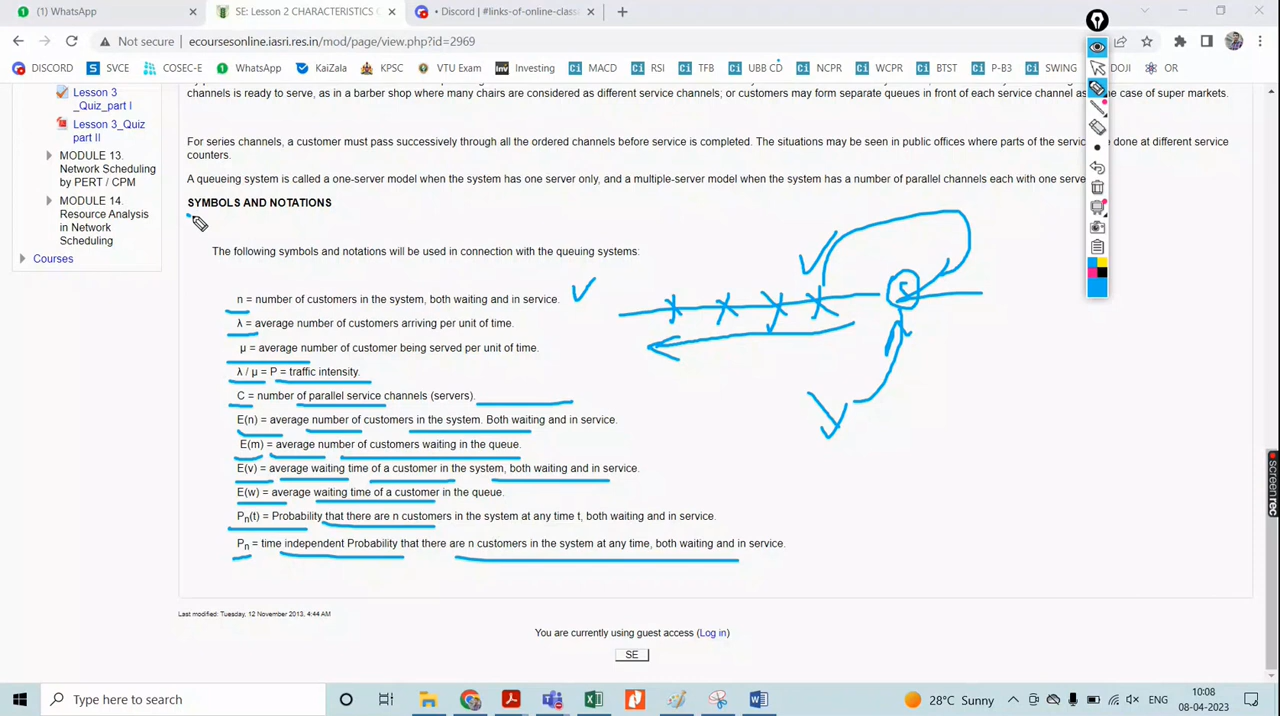 (1) WhatsApp
SE: Lesson 2 CHARACTERISTICS
• Discord | #links-of-online-class
Not secure ecoursesonline.iasri.res.in/mod/page/view.php?id=2969
DISCORD SVCE COSEC-E WhatsApp KaiZala VTU Exam Investing MACD RSI TFB UBB CD NCPR WCPR BTST P-B3 SWING DOJI OR
Lesson 3
_Quiz_part I
Lesson 3_Quiz
part II
MODULE 13.
Network Scheduling
by PERT / CPM
MODULE 14.
Resource Analysis
in Network
Scheduling
Courses
channels is ready to serve, as in a barber shop where many chairs are considered as different service channels; or customers may form separate queues in front of each service channel as the case of super markets.
For series channels, a customer must pass successively through all the ordered channels before service is completed. The situations may be seen in public offices where parts of the service done at different service
counters.
A queueing system is called a one-server model when the system has one server only, and a multiple-server model when the system has a number of parallel channels each with one serve
SYMBOLS AND NOTATIONS
The following symbols and notations will be used in connection with the queuing systems:
n = number of customers in the system, both waiting and in service.
λ = average number of customers arriving per unit of time.
μ = average number of customer being served per unit of time.
λ / μ = P = traffic intensity.
C = number of parallel service channels (servers).
E(n) = average number of customers in the system. Both waiting and in service.
E(m) = average number of customers waiting in the queue.
E(v) = average waiting time of a customer in the system, both waiting and in service.
E(w) = average waiting time of a customer in the queue.
Pn(t) = Probability that there are n customers in the system at any time t, both waiting and in service.
Pn = time independent Probability that there are n customers in the system at any time, both waiting and in service.
S
Last modified: Tuesday, 12 November 2013, 4:44 AM
You are currently using guest access (Log in)
SE
screenrec
Type here to search
28°C Sunny
ENG
10:08
08-04-2023